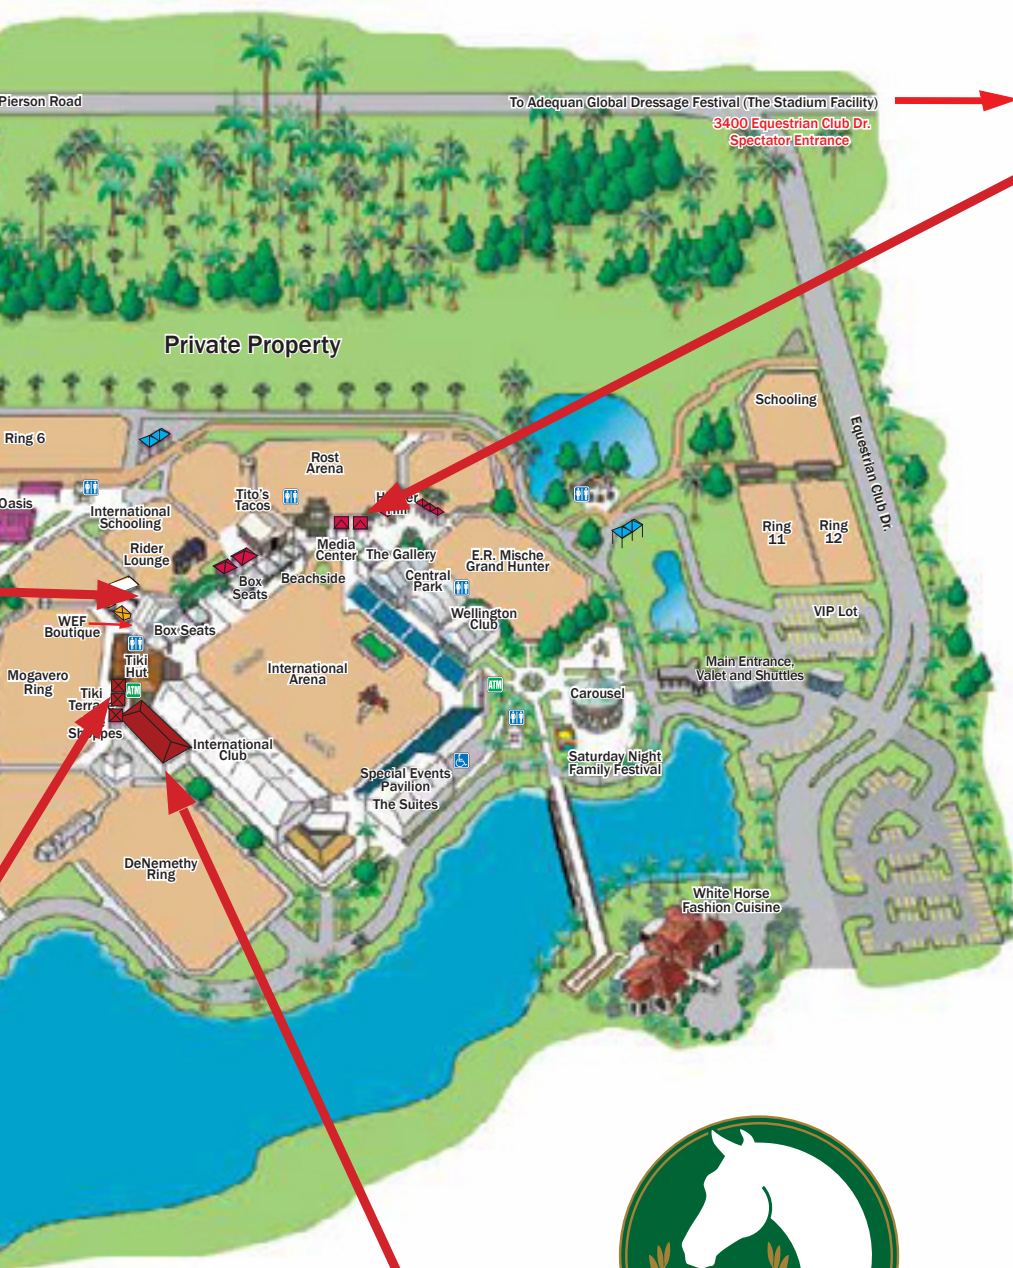 Pierson Road
To Adequan Global Dressage Festival (The Stadium Facility)
3400 Equestrian Club Dr.
Spectator Entrance
Private Property
Schooling
Equestrian Club Dr.
Ring 6
Rost
Arena
Oasis
Tito's
Tacos
International
Schooling
Rider
Lounge
Media
Center
The Gallery
E.R. Mische
Grand Hunter
Ring
11
Ring
12
Box
Seats
Beachside
Central
Park
Wellington
Club
VIP Lot
WEF
Boutique
Box Seats
Tiki
Hut
Mogavero
Ring
International
Arena
Main Entrance,
Valet and Shuttles
ATM
ATM
Carousel
Tiki
Shoppes
International
Club
Saturday Night
Family Festival
Special Events
Pavilion
The Suites
DeNemethy
Ring
White Horse
Fashion Cuisine